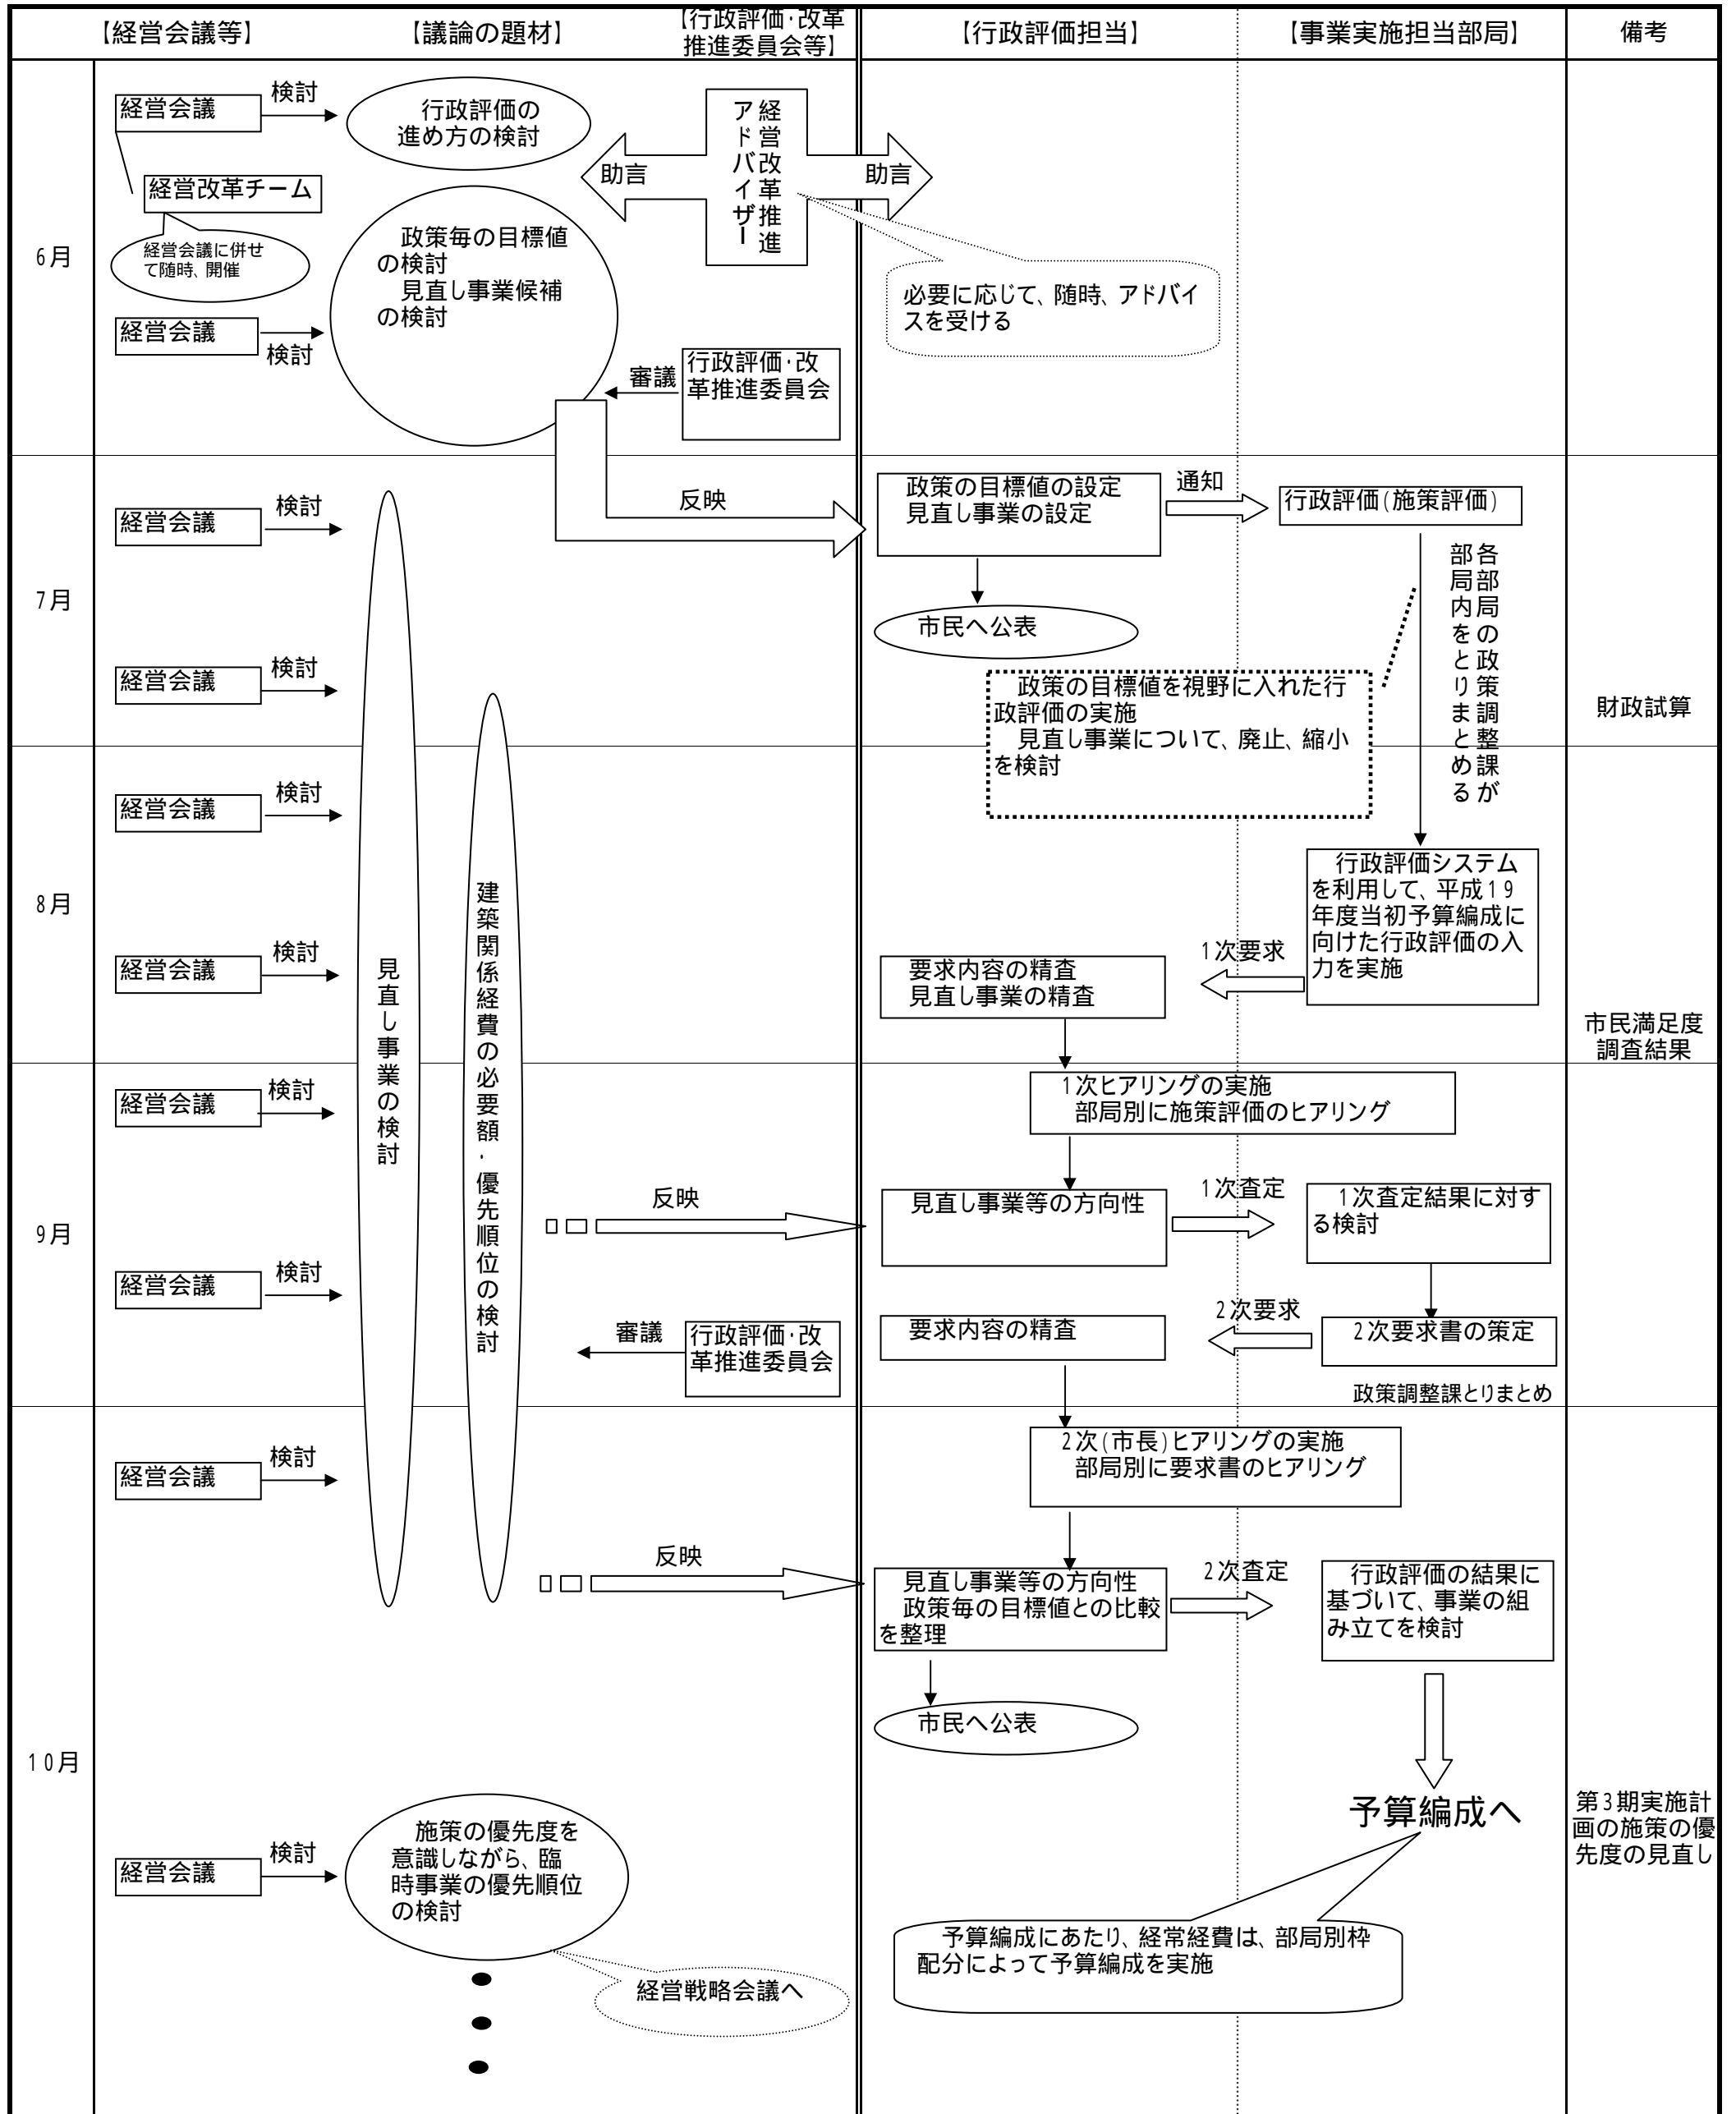 【経営会議等】
【議論の題材】
【行政評価・改革
推進委員会等】
【行政評価担当】
【事業実施担当部局】
備考
6月
経営会議
検討
行政評価の
進め方の検討
経営改革推進
アドバイザー
助言
助言
経営改革チーム
経営会議に併せ
て随時、開催
政策毎の目標値
の検討
見直し事業候補
の検討
必要に応じて、随時、アドバイ
スを受ける
経営会議
検討
審議
行政評価・改
革推進委員会
7月
経営会議
検討
反映
政策の目標値の設定
見直し事業の設定
通知
行政評価(施策評価)
各部局の政策調整課が
部局内をとりまとめる
市民へ公表
経営会議
検討
政策の目標値を視野に入れた行
政評価の実施
見直し事業について、廃止、縮小
を検討
財政試算
8月
経営会議
検討
見直し事業の検討
建築関係経費の必要額・優先順位の検討
行政評価システム
を利用して、平成19
年度当初予算編成に
向けた行政評価の入
力を実施
経営会議
検討
1次要求
要求内容の精査
見直し事業の精査
市民満足度
調査結果
9月
経営会議
検討
1次ヒアリングの実施
部局別に施策評価のヒアリング
反映
見直し事業等の方向性
1次査定
1次査定結果に対す
る検討
経営会議
検討
審議
行政評価・改
革推進委員会
要求内容の精査
2次要求
2次要求書の策定
政策調整課とりまとめ
10月
経営会議
検討
2次(市長)ヒアリングの実施
部局別に要求書のヒアリング
反映
見直し事業等の方向性
政策毎の目標値との比較
を整理
2次査定
行政評価の結果に
基づいて、事業の組
み立てを検討
市民へ公表
予算編成へ
第3期実施計
画の施策の優
先度の見直し
経営会議
検討
施策の優先度を
意識しながら、臨
時事業の優先順位
の検討
予算編成にあたり、経常経費は、部局別枠
配分によって予算編成を実施
経営戦略会議へ